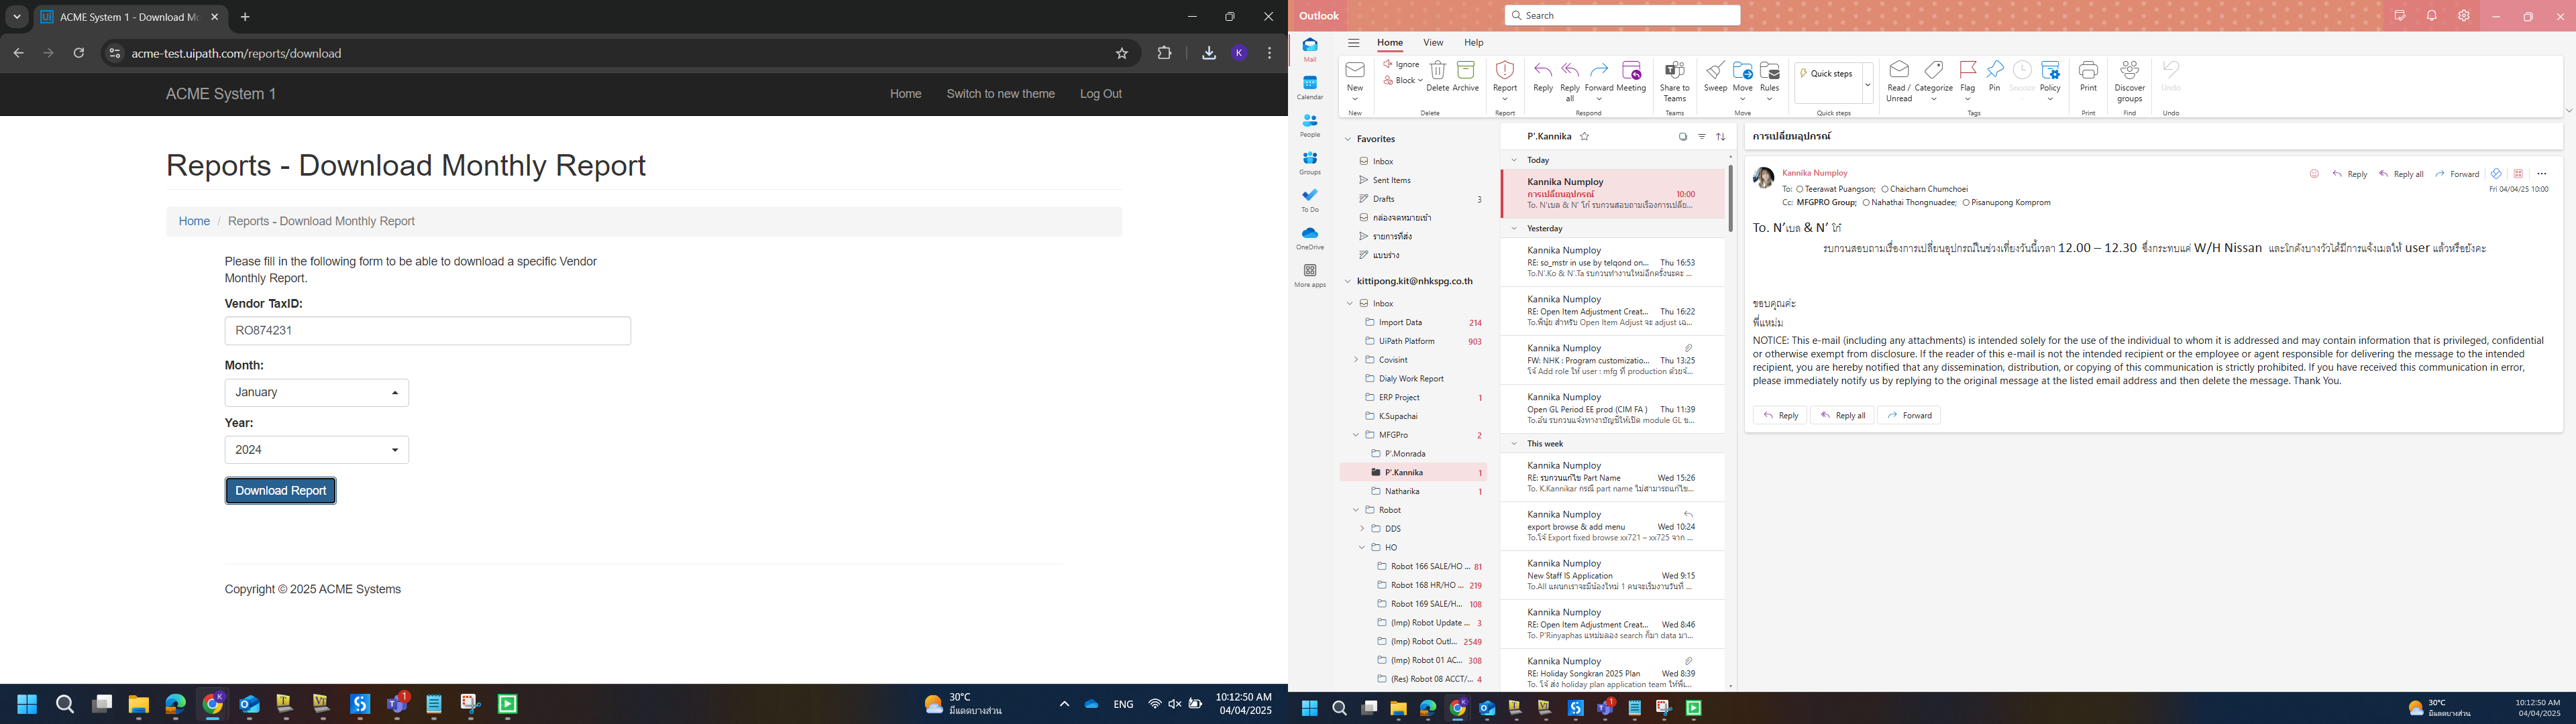 ACME System 1 - Download Mo
acme-test.uipath.com/reports/download
K
ACME System 1
Home
Switch to new theme
Log Out
Reports - Download Monthly Report
Home / Reports - Download Monthly Report
Please fill in the following form to be able to download a specific Vendor
Monthly Report.
Vendor TaxID:
RO874231
Month:
January
Year:
2024
Download Report
Copyright © 2025 ACME Systems
30°C
มีแดดบางส่วน
ENG
10:12:50 AM
04/04/2025
Outlook
Search
Home View Help
New
Ignore
Block
Delete
Archive
Report
Reply
Reply all
Forward
Meeting
Share to Teams
Sweep
Move
Rules
Quick steps
Read / Unread
Categorize
Flag
Pin
Snooze
Policy
Print
Discover groups
Undo
New
Delete
Report
Respond
Teams
Move
Quick steps
Tags
Print
Find
Undo
Mail
Calendar
People
Groups
To Do
OneDrive
More apps
Favorites
Inbox
Sent Items
Drafts 3
กล่องจดหมายเข้า
รายการที่ส่ง
แบบร่าง
kittipong.kit@nhkspg.co.th
Inbox
Import Data 214
UiPath Platform 903
Covisint
Dialy Work Report
ERP Project 1
K.Supachai
MFGPro 2
P'.Monrada
P'.Kannika 1
Natharika 1
Robot
DDS
HO
Robot 166 SALE/HO ... 81
Robot 168 HR/HO ... 219
Robot 169 SALE/H... 108
(Imp) Robot Update ... 3
(Imp) Robot Outl... 2549
(Imp) Robot 01 AC... 308
(Res) Robot 08 ACCT/... 4
P'.Kannika
Today
Kannika Numploy
การเปลี่ยนอุปกรณ์ 10:00
To. N'เบล & N' โก๋ รบกวนสอบถามเรื่องการเปลี่ย...
Yesterday
Kannika Numploy
RE: so_mstr in use by telqond on... Thu 16:53
To.N'.Ko & N'.Ta รบกวนทำงานใหม่อีกครั้งนะคะ ...
Kannika Numploy
RE: Open Item Adjustment Creat... Thu 16:22
To.พี่นุ้ย สำหรับ Open Item Adjust จะ adjust เฉ...
Kannika Numploy
FW: NHK : Program customizatio... Thu 13:25
โจ้ Add role ให้ user : mfg ที่ production ด้วยจ้...
Kannika Numploy
Open GL Period EE prod (CIM FA ) Thu 11:39
To.อั๋น รบกวนแจ้งทางบัญชีให้เปิด module GL ข...
This week
Kannika Numploy
RE: รบกวนแก้ไข Part Name Wed 15:26
To. K.Kannikar กรณี part name ไม่สามารถแก้ไข...
Kannika Numploy
export browse & add menu Wed 10:24
To.โจ้ Export fixed browse xx721 – xx725 จาก ...
Kannika Numploy
New Staff IS Application Wed 9:15
To.All แผนกเราจะมีน้องใหม่ 1 คนจะเริ่มงานวันที่ ...
Kannika Numploy
RE: Open Item Adjustment Creat... Wed 8:46
To. P'Rinyaphas แหม่มลอง search ก็มา data มา...
Kannika Numploy
RE: Holiday Songkran 2025 Plan Wed 8:39
To. โจ้ ส่ง holiday plan application team ให้พี่เ...
การเปลี่ยนอุปกรณ์
Kannika Numploy
Reply Reply all Forward
To: Teerawat Puangson; Chaicharn Chumchoei
Fri 04/04/25 10:00
Cc: MFGPRO Group; Nahathai Thongnuadee; Pisanupong Komprom
To. N'เบล & N' โก๋
รบกวนสอบถามเรื่องการเปลี่ยนอุปกรณ์ในช่วงเที่ยงวันนี้เวลา 12.00 – 12.30 ซึ่งกระทบแค่ W/H Nissan และโกดังบางวัวได้มีการแจ้งเมลให้ user แล้วหรือยังคะ
ขอบคุณค่ะ
พี่แหม่ม
NOTICE: This e-mail (including any attachments) is intended solely for the use of the individual to whom it is addressed and may contain information that is privileged, confidential
or otherwise exempt from disclosure. If the reader of this e-mail is not the intended recipient or the employee or agent responsible for delivering the message to the intended
recipient, you are hereby notified that any dissemination, distribution, or copying of this communication is strictly prohibited. If you have received this communication in error,
please immediately notify us by replying to the original message at the listed email address and then delete the message. Thank You.
Reply Reply all Forward
30°C
มีแดดบางส่วน
10:12:50 AM
04/04/2025